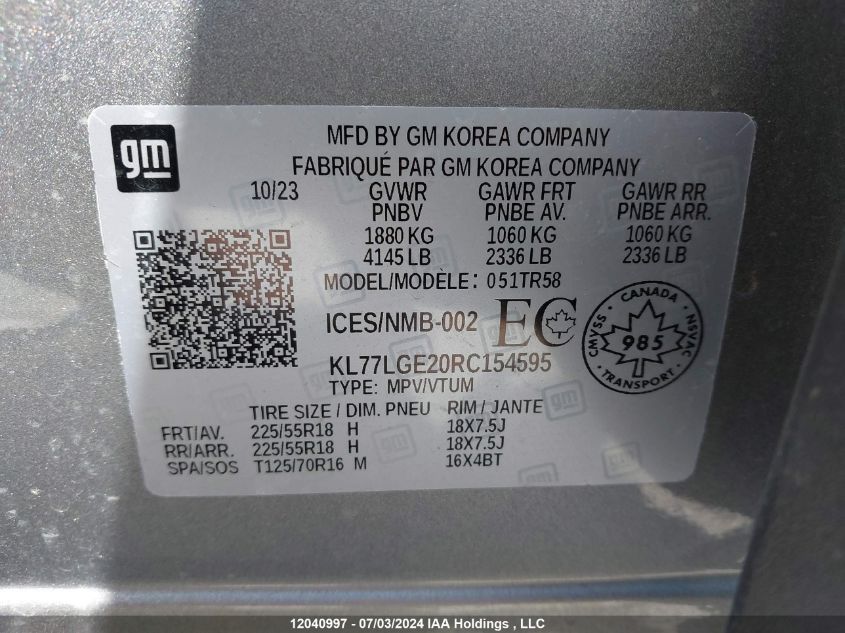 gm
MFD BY GM KOREA COMPANY
FABRIQUÉ PAR GM KOREA COMPANY
10/23 GVWR GAWR FRT GAWR RR
PNBV PNBE AV. PNBE ARR.
1880 KG 1060 KG 1060 KG
4145 LB 2336 LB 2336 LB
MODEL/MODÈLE: 051TR58
ICES/NMB-002 EC
CANADA
CMVSS 985 NSVAC
TRANSPORT
KL77LGE20RC154595
TYPE: MPV/VTUM
TIRE SIZE / DIM. PNEU RIM / JANTE
FRT/AV. 225/55R18 H 18X7.5J
RR/ARR. 225/55R18 H 18X7.5J
SPA/SOS T125/70R16 M 16X4BT
12040997 - 07/03/2024 IAA Holdings , LLC